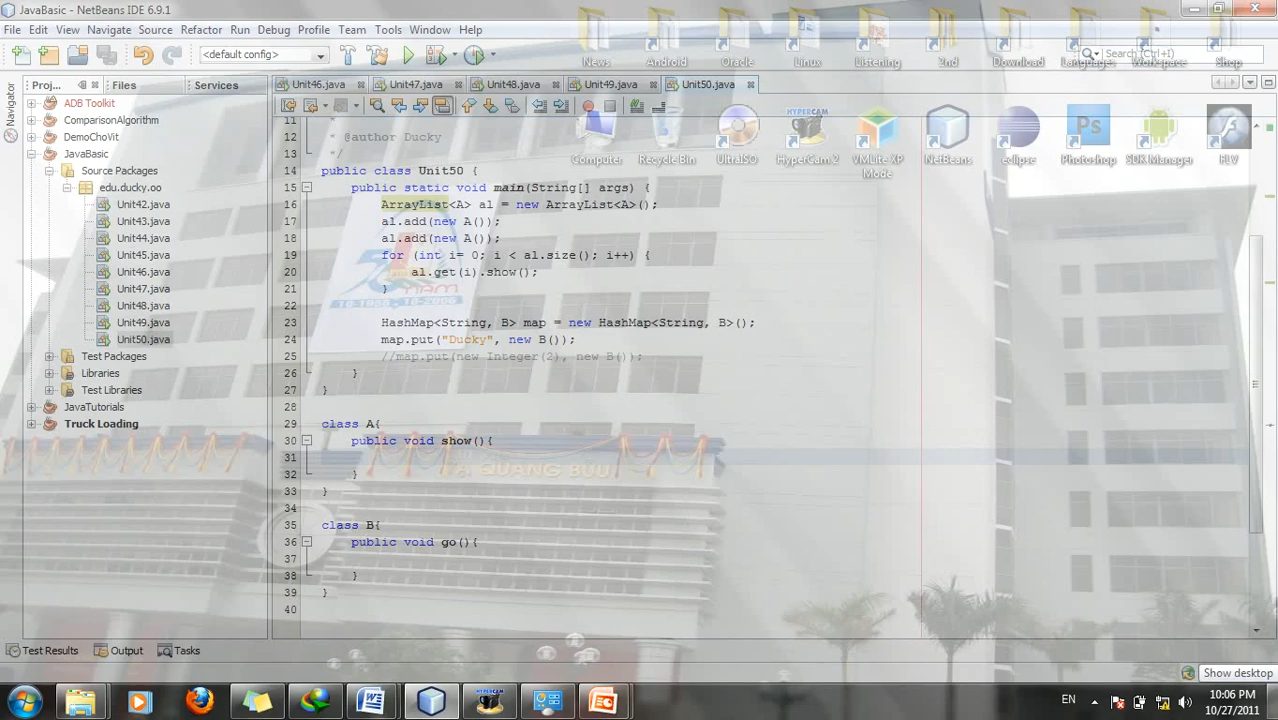 JavaBasic - NetBeans IDE 6.9.1
File Edit View Navigate Source Refactor Run Debug Profile Team Tools Window Help
<default config>
Search (Ctrl+I)
News Android Oracle Linux Listening 2nd Download Languages Workspace Shop
Proj... Files Services
Unit46.java Unit47.java Unit48.java Unit49.java Unit50.java
Navigator
ADB Toolkit
CompressionAlgorithm
DemoChoVit
JavaBasic
Source Packages
edu.ducky.oo
Unit42.java
Unit43.java
Unit44.java
Unit45.java
Unit46.java
Unit47.java
Unit48.java
Unit49.java
Unit50.java
Test Packages
Libraries
Test Libraries
JavaTutorials
Truck Loading
Computer Recycle Bin UltraISO HyperCam 2 VMLite XP Mode NetBeans eclipse Photoshop SDK Manager FLV
11 *
12 * @author Ducky
13 */
14 public class Unit50 {
15 public static void main(String[] args) {
16 ArrayList<A> al = new ArrayList<A>();
17 al.add(new A());
18 al.add(new A());
19 for (int i= 0; i < al.size(); i++) {
20 al.get(i).show();
21 }
22
23 HashMap<String, B> map = new HashMap<String, B>();
24 map.put("Ducky", new B());
25 //map.put(new Integer(2), new B());
26 }
27 }
28
29 class A{
30 public void show(){
31
32 }
33 }
34
35 class B{
36 public void go(){
37
38 }
39 }
40
QUANG BUU
Test Results Output Tasks
Show desktop
HYPERCAM
EN
10:06 PM
10/27/2011